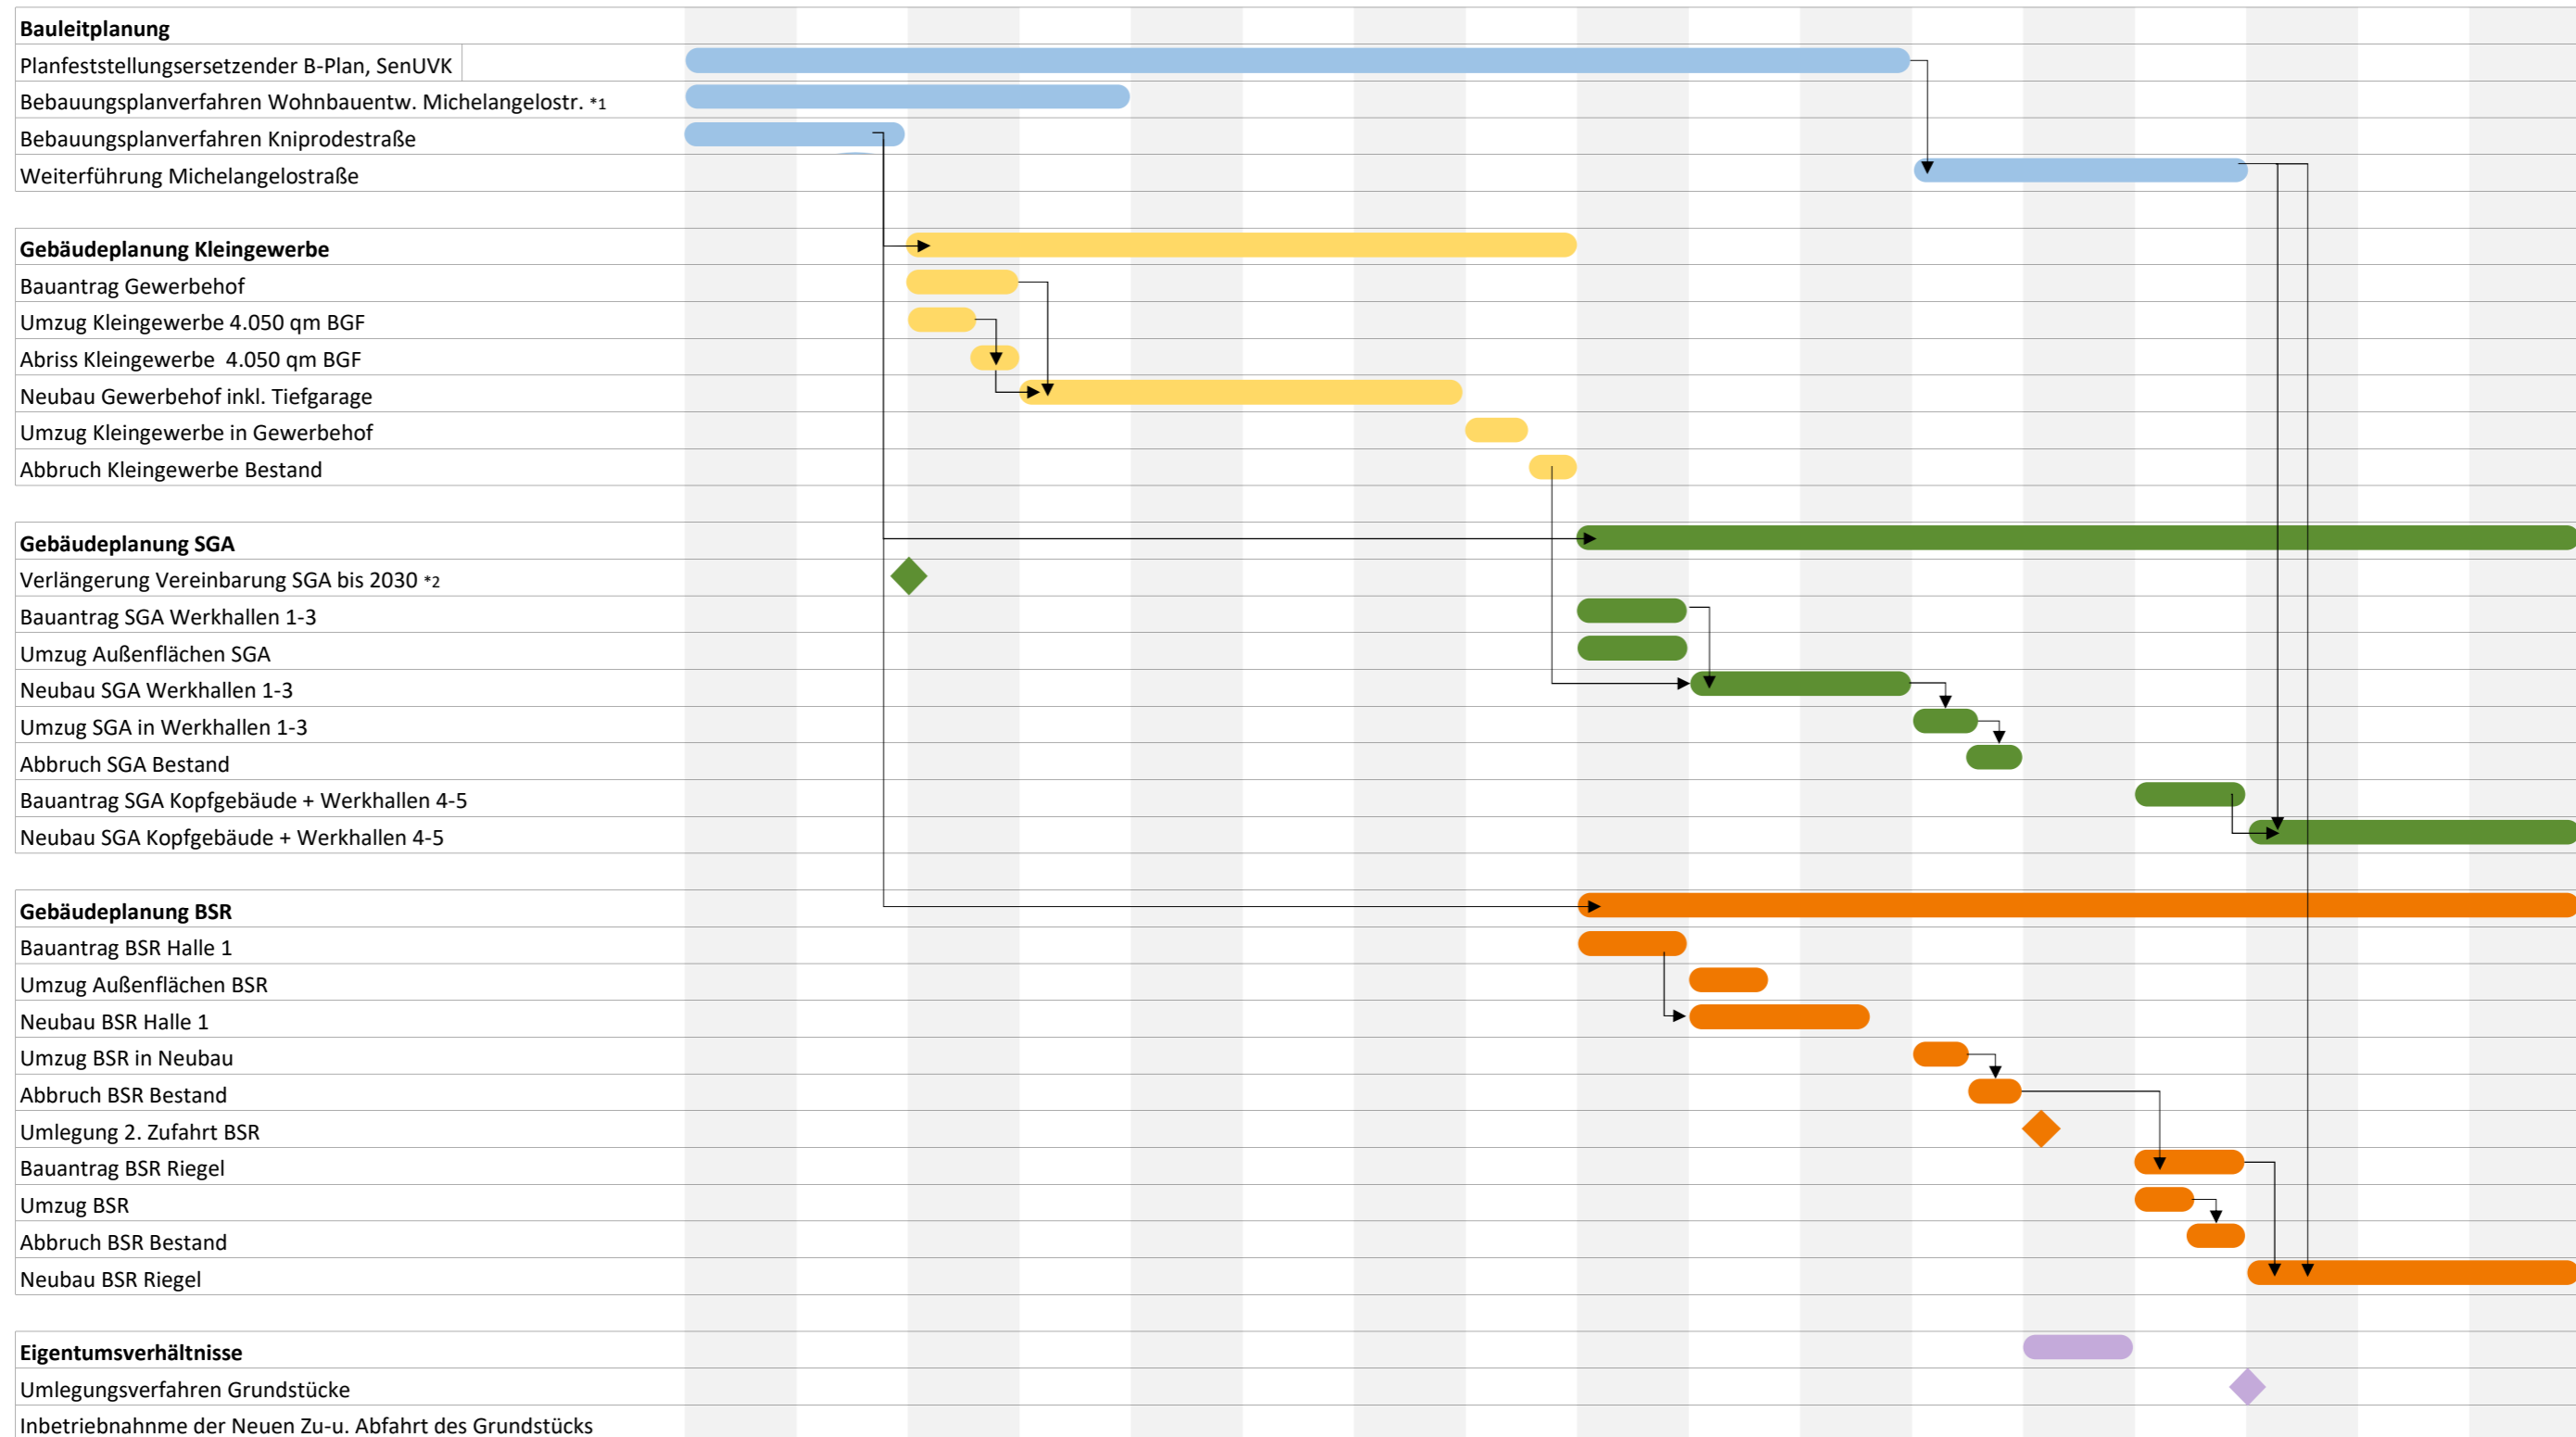 Bauleitplanung
Planfeststellungsersetzender B-Plan, SenUVK
Bebauungsplanverfahren Wohnbauentw. Michelangelostr. *1
Bebauungsplanverfahren Kniprodestraße
Weiterführung Michelangelostraße
Gebäudeplanung Kleingewerbe
Bauantrag Gewerbehof
Umzug Kleingewerbe 4.050 qm BGF
Abriss Kleingewerbe 4.050 qm BGF
Neubau Gewerbehof inkl. Tiefgarage
Umzug Kleingewerbe in Gewerbehof
Abbruch Kleingewerbe Bestand
Gebäudeplanung SGA
Verlängerung Vereinbarung SGA bis 2030 *2
Bauantrag SGA Werkhallen 1-3
Umzug Außenflächen SGA
Neubau SGA Werkhallen 1-3
Umzug SGA in Werkhallen 1-3
Abbruch SGA Bestand
Bauantrag SGA Kopfgebäude + Werkhallen 4-5
Neubau SGA Kopfgebäude + Werkhallen 4-5
Gebäudeplanung BSR
Bauantrag BSR Halle 1
Umzug Außenflächen BSR
Neubau BSR Halle 1
Umzug BSR in Neubau
Abbruch BSR Bestand
Umlegung 2. Zufahrt BSR
Bauantrag BSR Riegel
Umzug BSR
Abbruch BSR Bestand
Neubau BSR Riegel
Eigentumsverhältnisse
Umlegungsverfahren Grundstücke
Inbetriebnahnme der Neuen Zu-u. Abfahrt des Grundstücks